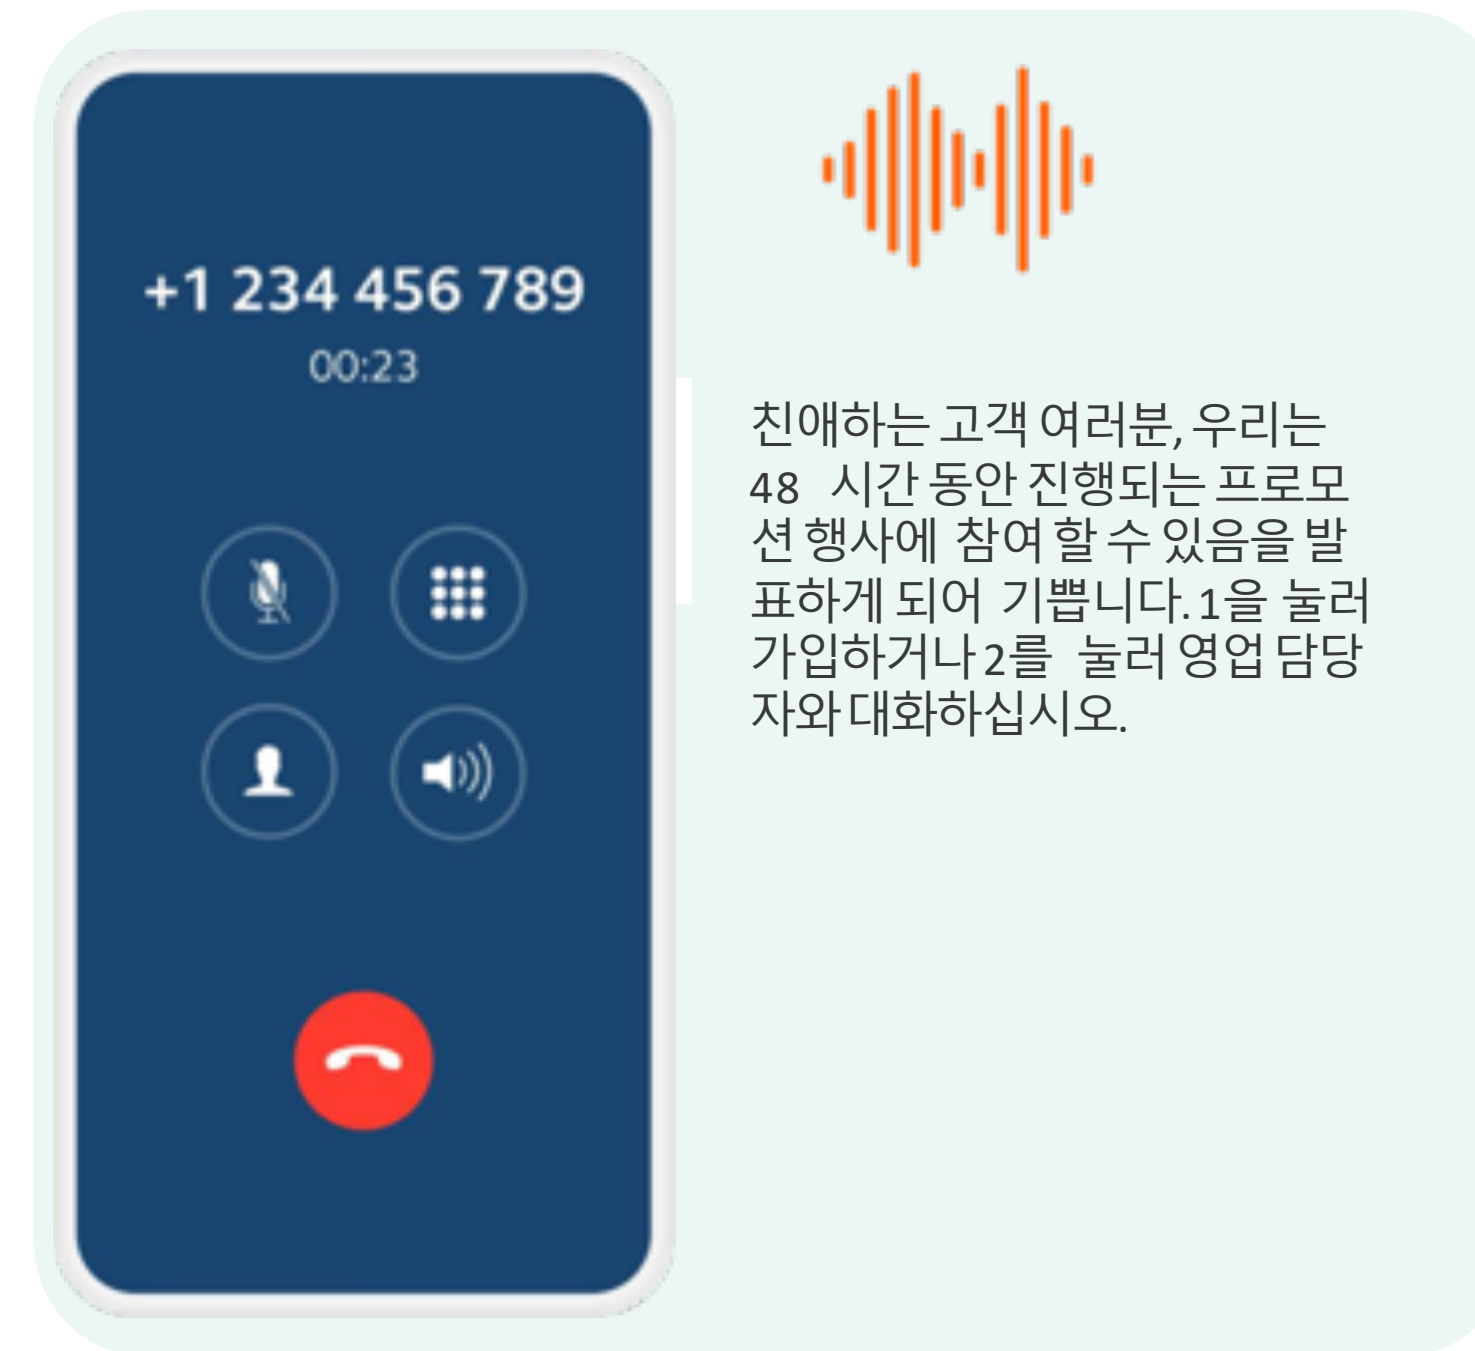 +1 234 456 789
00:23
친애하는 고객 여러분, 우리는
48 시간 동안 진행되는 프로모
션 행사에 참여 할 수 있음을 발
표하게 되어 기쁩니다. 1을 눌러
가입하거나 2를 눌러 영업 담당
자와 대화하십시오.